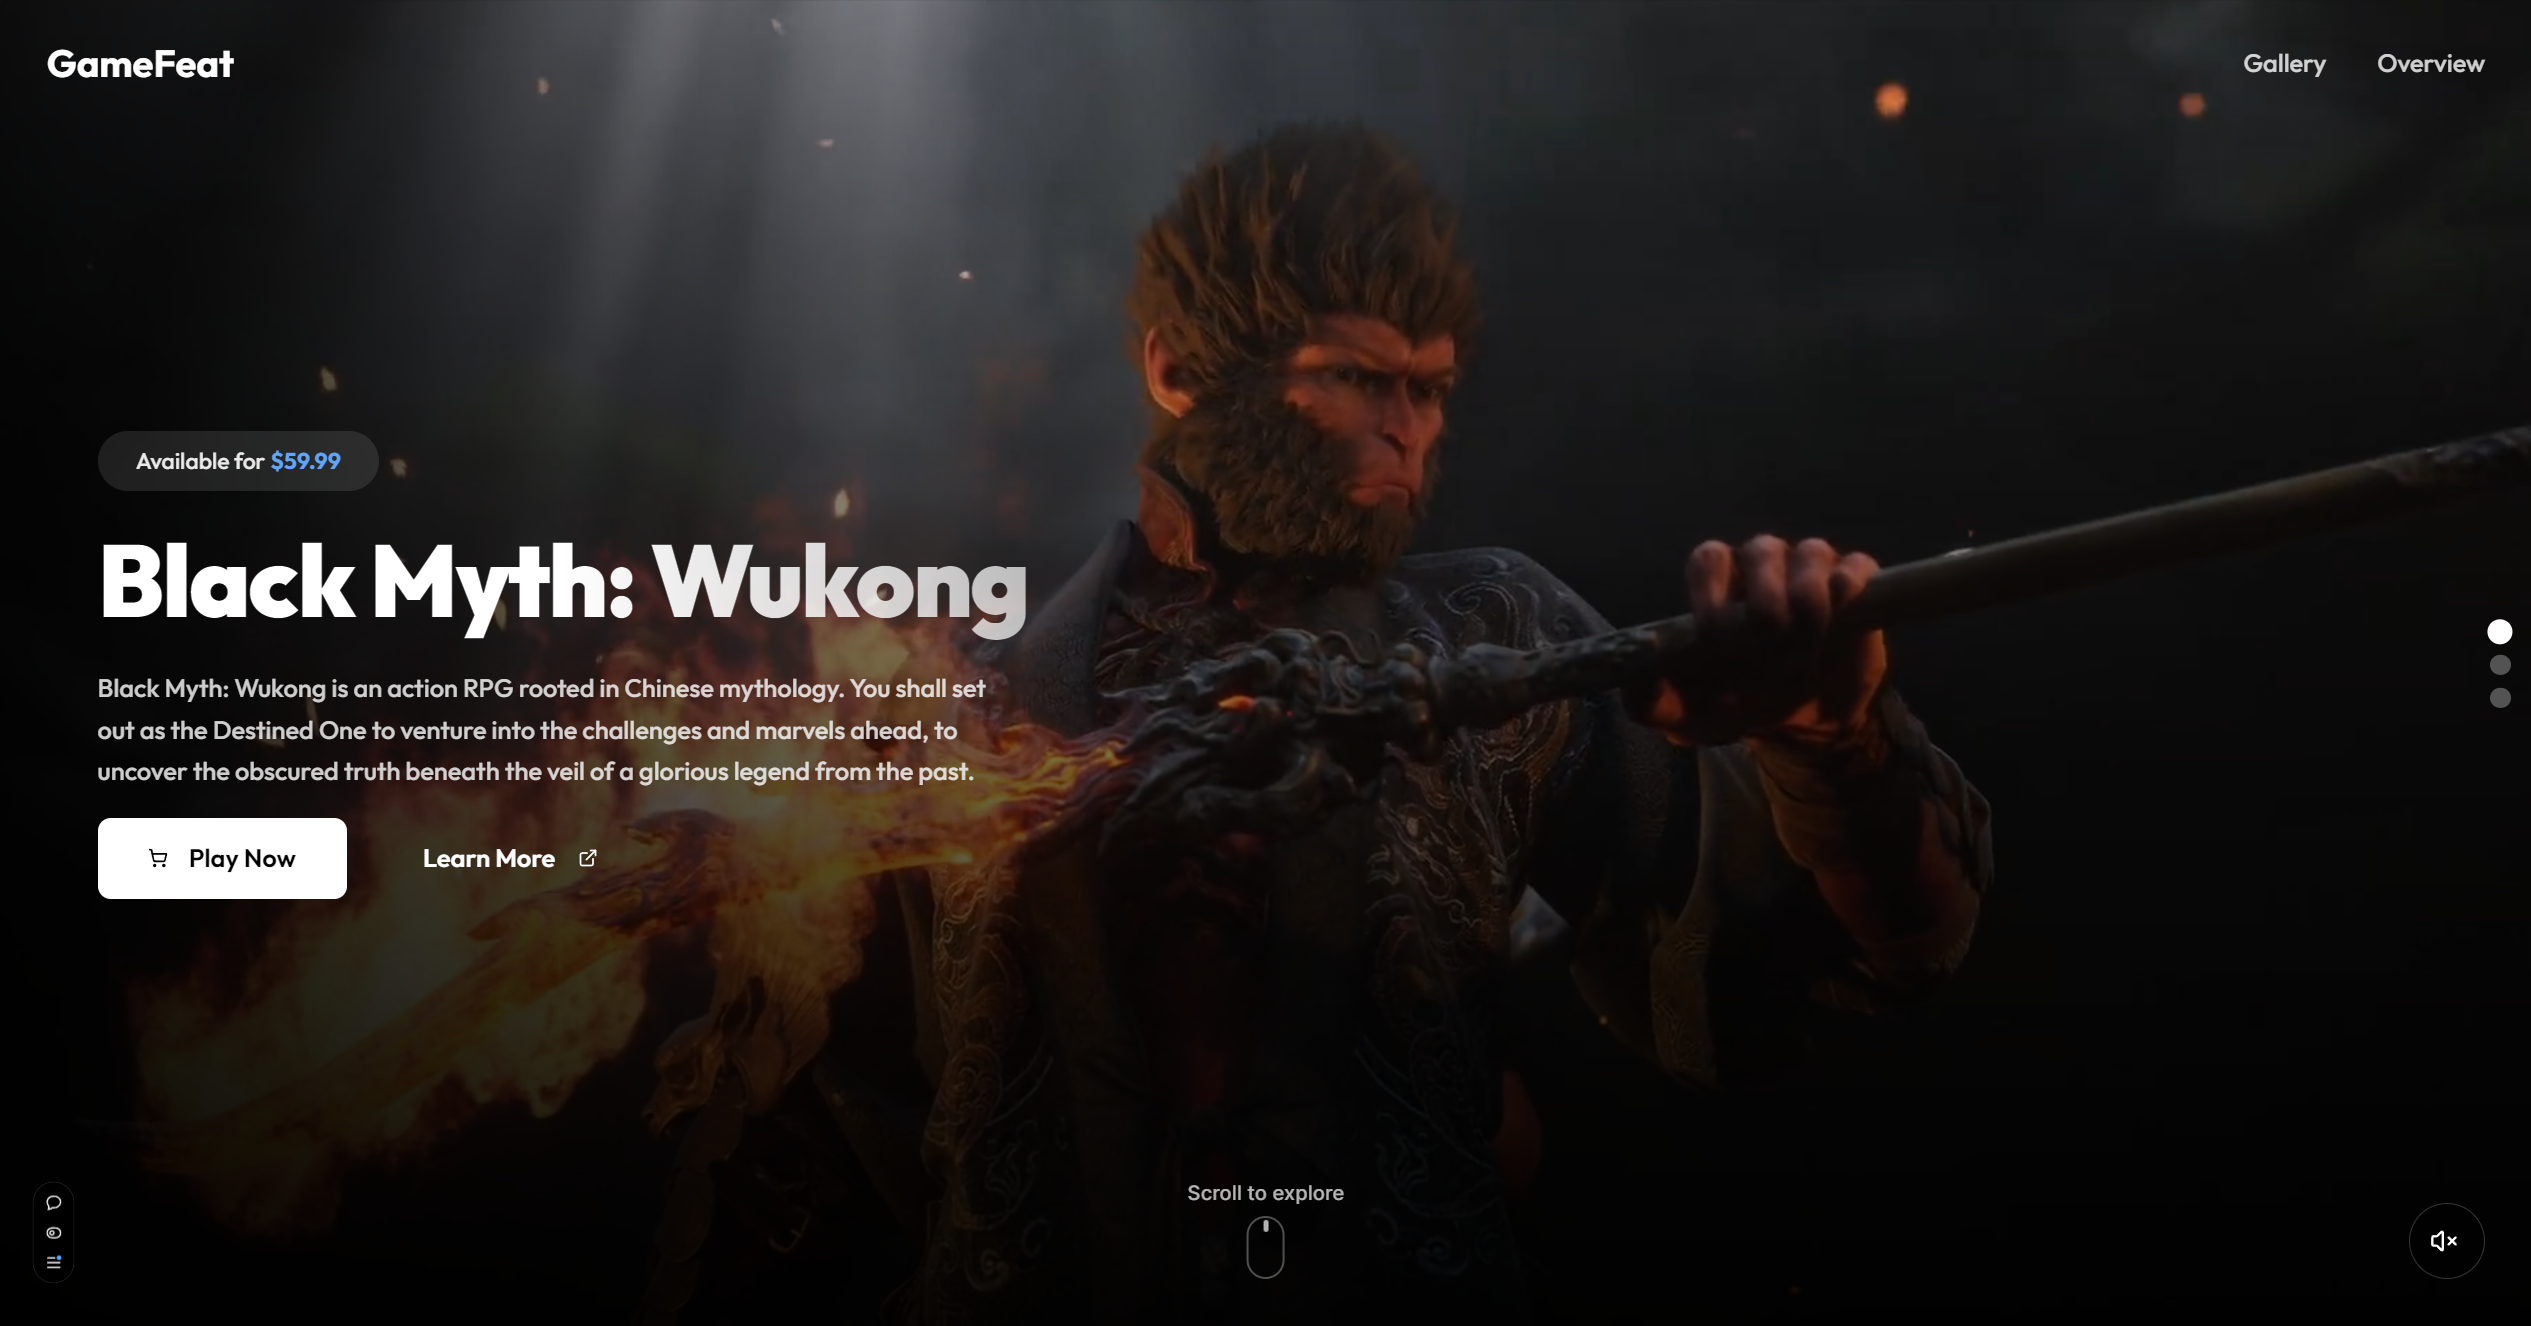 GameFeat
Gallery
Overview
Available for $59.99
Black Myth: Wukong
Black Myth: Wukong is an action RPG rooted in Chinese mythology. You shall set
out as the Destined One to venture into the challenges and marvels ahead, to
uncover the obscured truth beneath the veil of a glorious legend from the past.
Play Now
Learn More
Scroll to explore